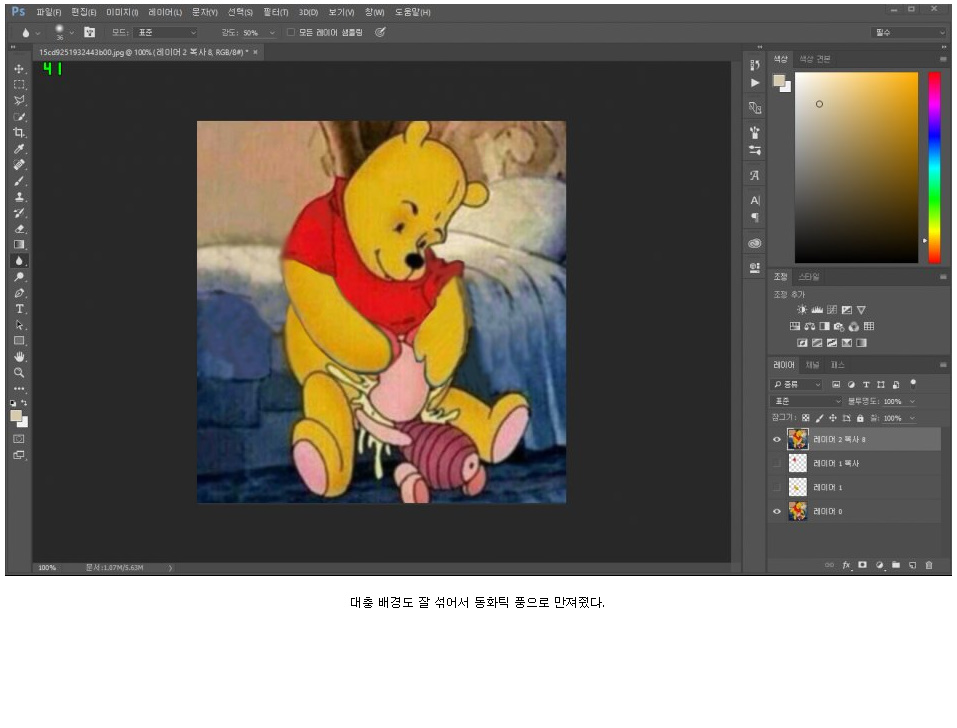 Ps 파일(F) 편집(E) 이미지(I) 레이어(L) 문자(Y) 선택(S) 필터(T) 3D(D) 보기(V) 창(W) 도움말(H)
36 모드: 표준 강도: 50% 모든 레이어 샘플링 필수
15cd9251932443b00.jpg @ 100% (레이어 2 복사 8, RGB/8#) *
41
색상 색상 견본
조정 스타일
조정 추가
레이어 채널 패스
종류
표준 불투명도: 100%
잠그기: 칠: 100%
레이어 2 복사 8
레이어 1 복사
레이어 1
레이어 0
100% 문서:1.07M/5.63M
대충 배경도 잘 섞어서 동화틱 풍으로 만져줬다.